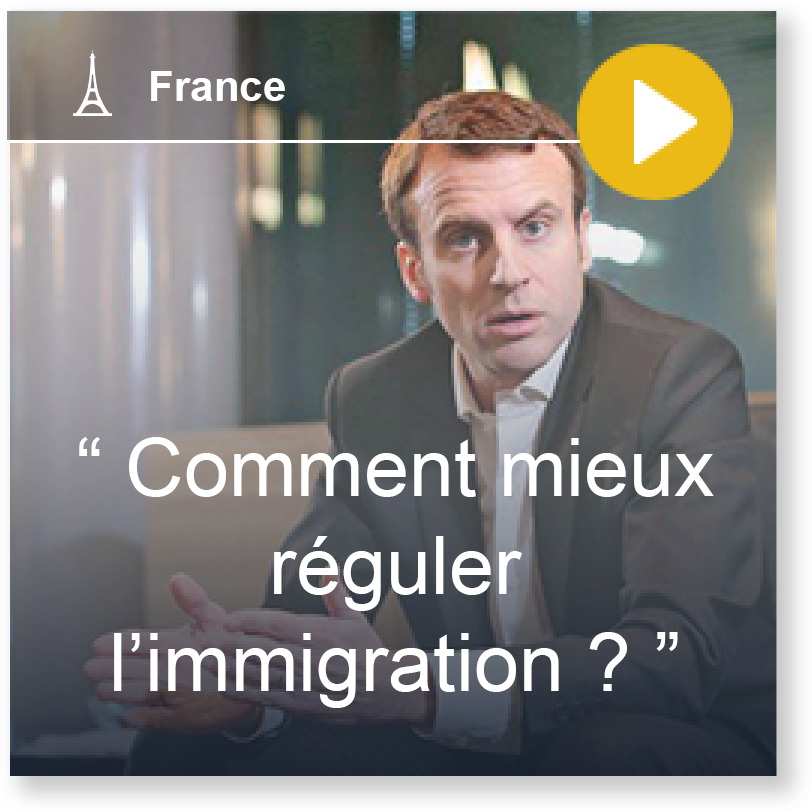 France
“ Comment mieux
réguler
l’immigration ? ”